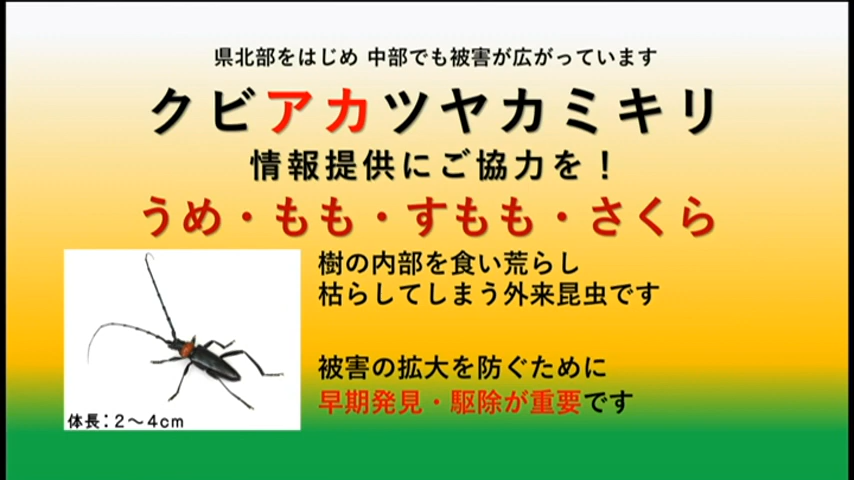 県北部をはじめ 中部でも被害が広がっています
クビアカツヤカミキリ
情報提供にご協力を！
うめ・もも・すもも・さくら
樹の内部を食い荒らし
枯らしてしまう外来昆虫です
被害の拡大を防ぐために
早期発見・駆除が重要です
体長：2～4cm